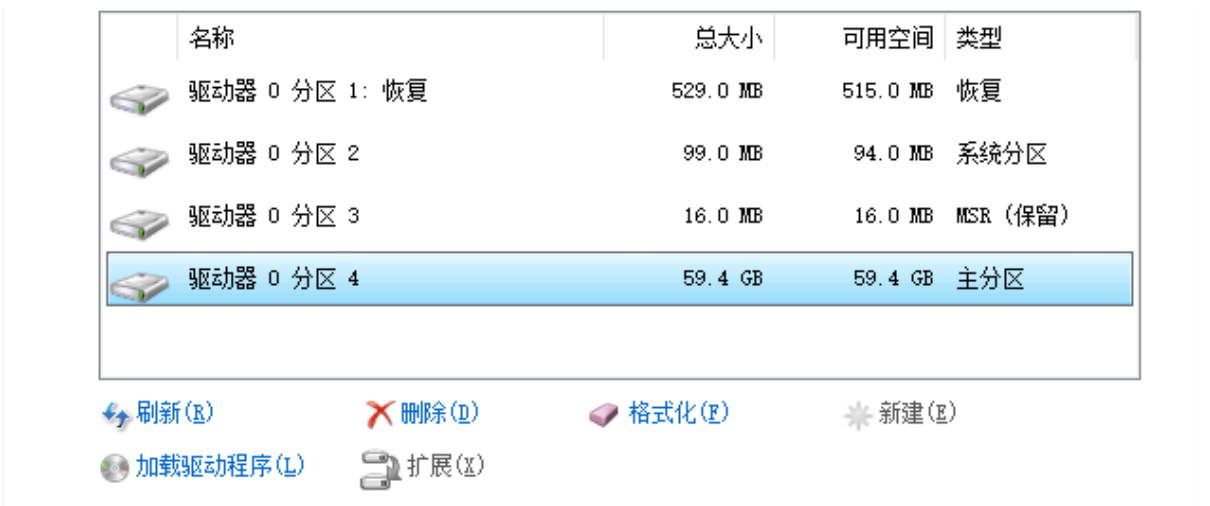 名称 总大小 可用空间 类型
驱动器 0 分区 1: 恢复 529.0 MB 515.0 MB 恢复
驱动器 0 分区 2 99.0 MB 94.0 MB 系统分区
驱动器 0 分区 3 16.0 MB 16.0 MB MSR (保留)
驱动器 0 分区 4 59.4 GB 59.4 GB 主分区
刷新(R) 删除(D) 格式化(F) 新建(E)
加载驱动程序(L) 扩展(X)